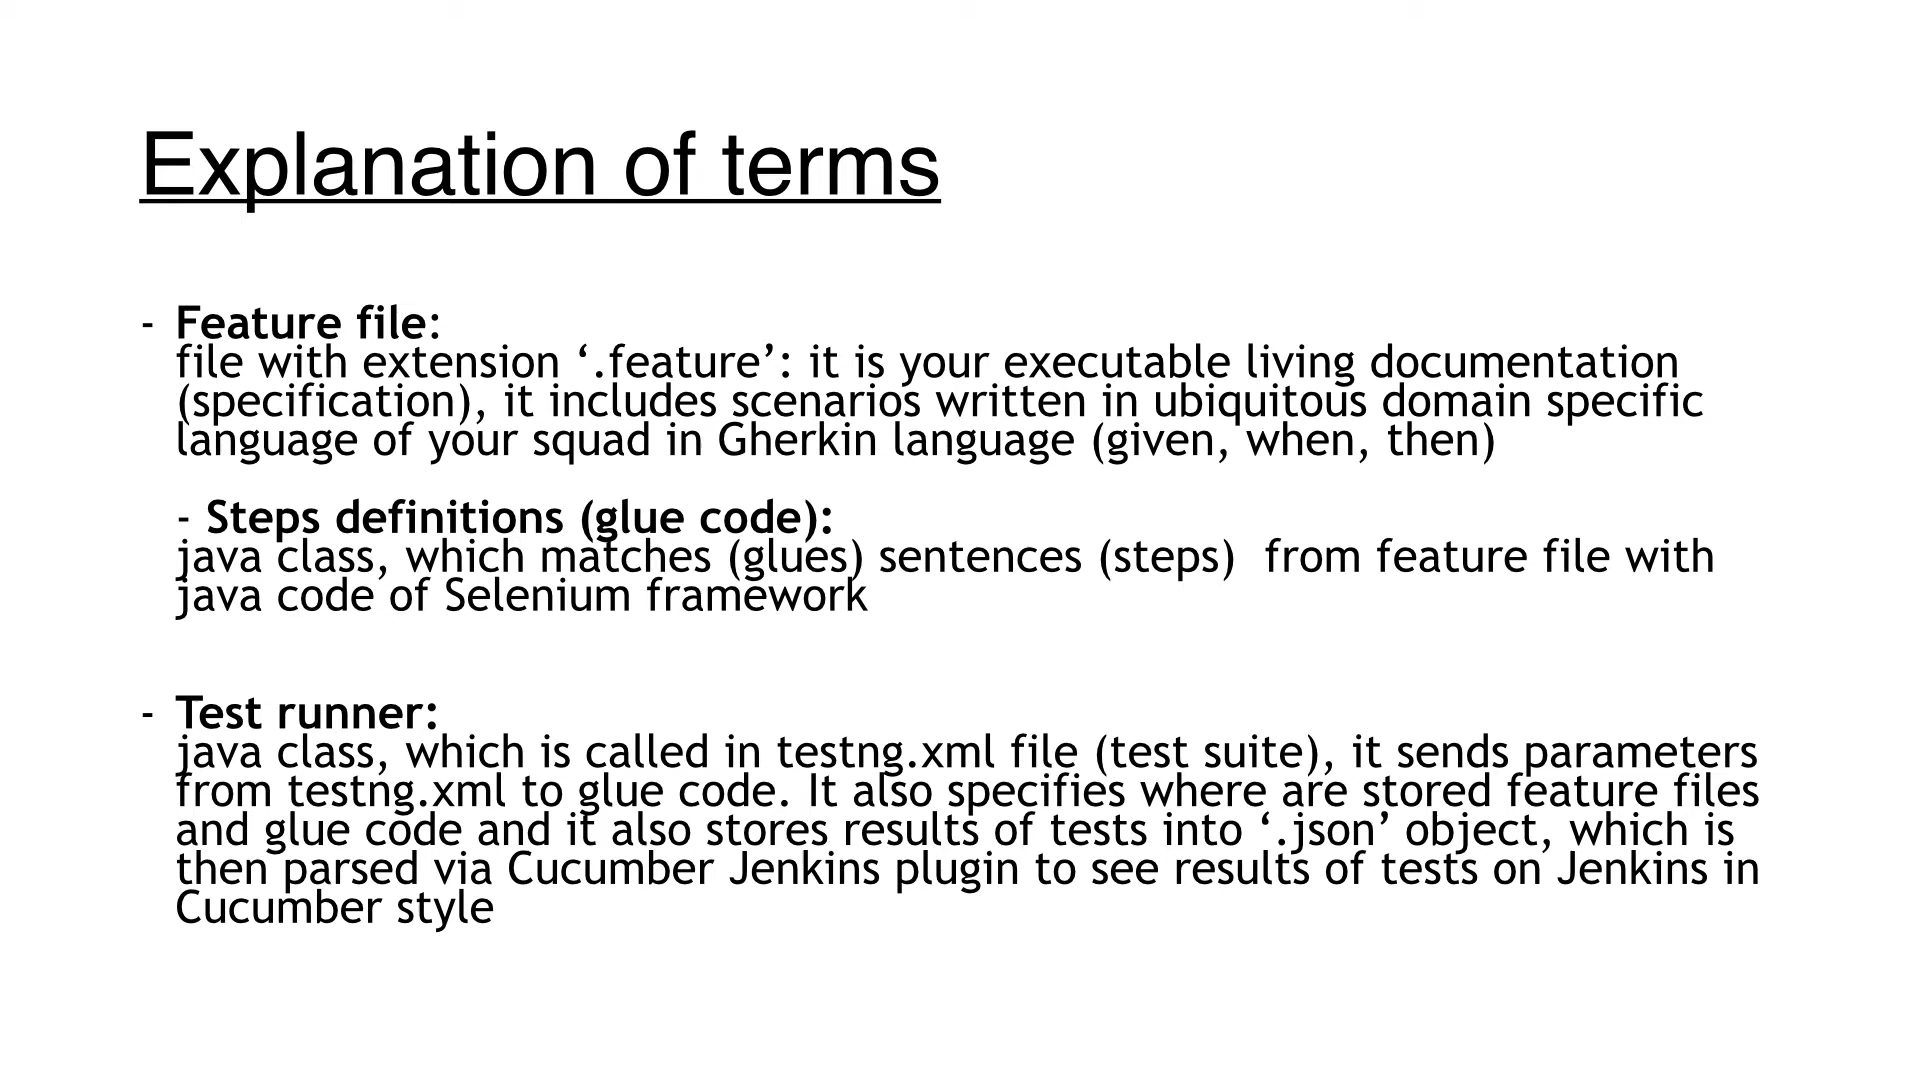 Explanation of terms
- Feature file:
file with extension ‘.feature’: it is your executable living documentation
(specification), it includes scenarios written in ubiquitous domain specific
language of your squad in Gherkin language (given, when, then)
- Steps definitions (glue code):
java class, which matches (glues) sentences (steps)  from feature file with
java code of Selenium framework
- Test runner:
java class, which is called in testng.xml file (test suite), it sends parameters
from testng.xml to glue code. It also specifies where are stored feature files
and glue code and it also stores results of tests into ‘.json’ object, which is
then parsed via Cucumber Jenkins plugin to see results of tests on Jenkins in
Cucumber style